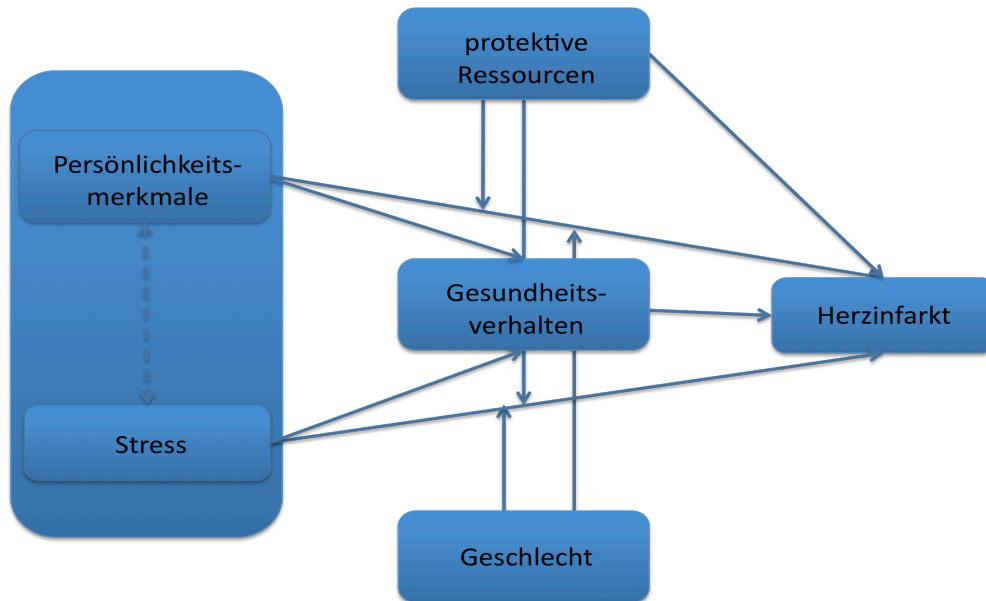 protektive
Ressourcen
Persönlichkeits-
merkmale
Gesundheits-
verhalten
Herzinfarkt
Stress
Geschlecht